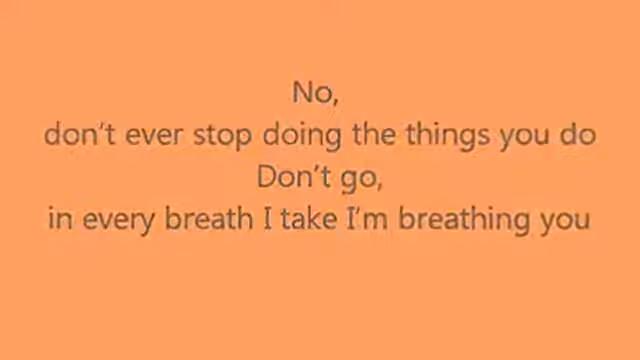 No,
don't ever stop doing the things you do
Don't go,
in every breath I take I'm breathing you